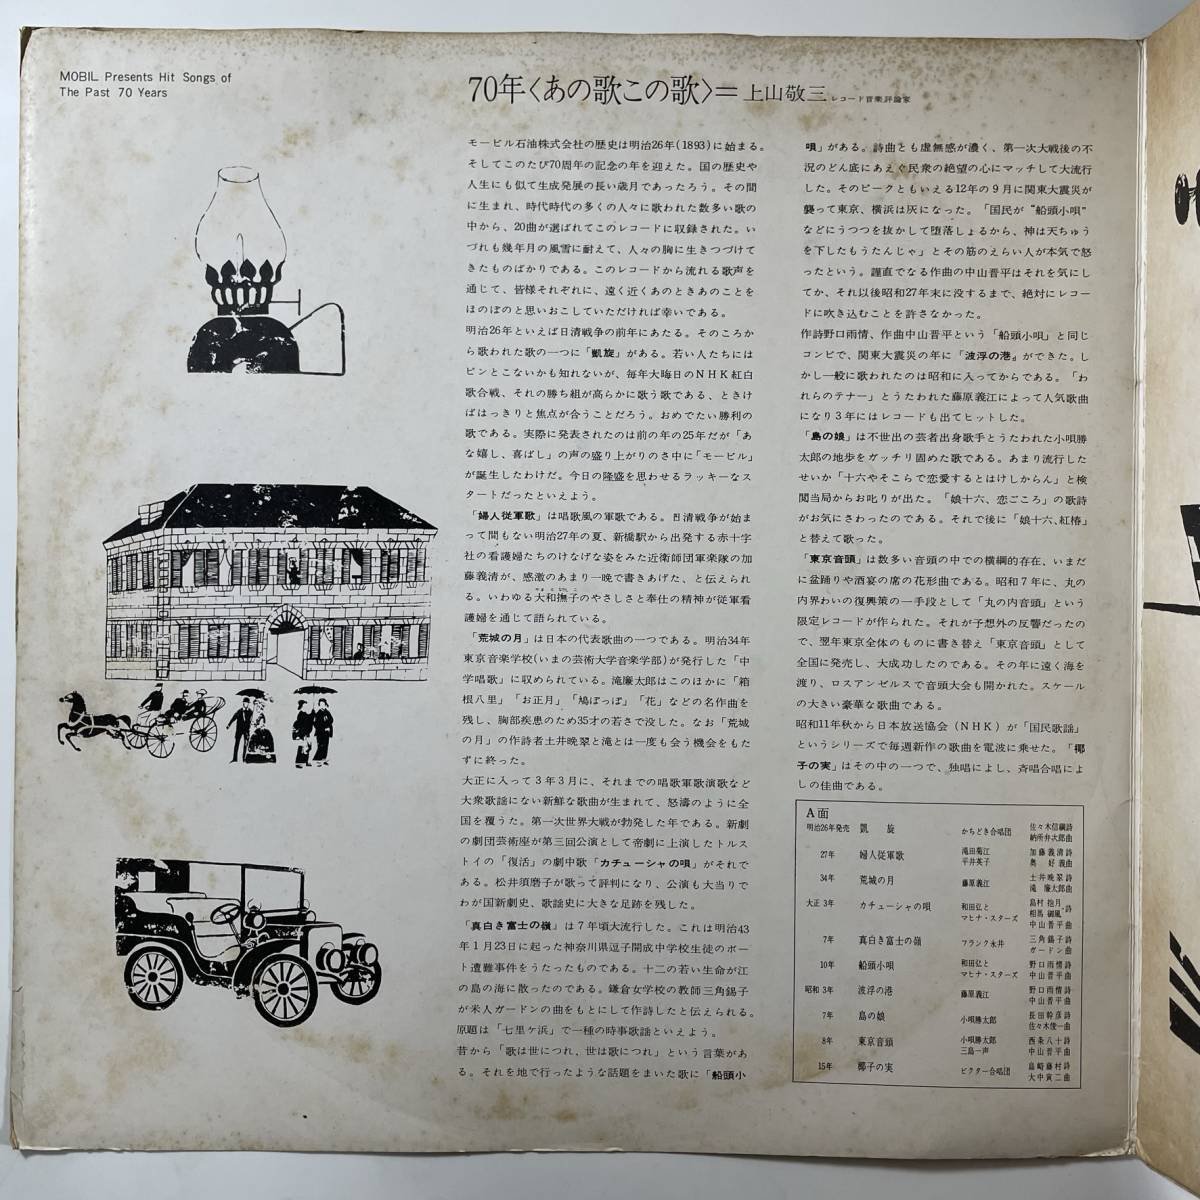 MOBIL Presents Hit Songs of
The Past 70 Years
70年〈あの歌この歌〉＝上山敬三 レコード音楽評論家
モービル石油株式会社の歴史は明治26年(1893)に始まる。
そしてこのたび70周年の記念の年を迎えた。国の歴史や
人生にも似て生成発展の長い歳月であったろう。その間
に生まれ、時代時代の多くの人々に歌われた数多い歌の
中から、20曲が選ばれてこのレコードに収録された。い
づれも幾年月の風雪に耐えて、人々の胸に生きつづけて
きたものばかりである。このレコードから流れる歌声を
通じて、皆様それぞれに、遠く近くあのときあのことを
ほのぼのと思いおこしていただければ幸いである。
明治26年といえば日清戦争の前年にあたる。そのころか
ら歌われた歌の一つに「凱旋」がある。若い人たちには
ピンとこないかも知れないが、毎年大晦日のNHK紅白
歌合戦、それの勝ち組が高らかに歌う歌である、ときけ
ばはっきりと焦点が合うことだろう。おめでたい勝利の
歌である。実際に発表されたのは前の年の25年だが「あ
な嬉し、喜ばし」の声の盛り上がりのさ中に「モービル」
が誕生したわけだ。今日の隆盛を思わせるラッキーなス
タートだったといえよう。
「婦人従軍歌」は唱歌風の軍歌である。日清戦争が始ま
って間もない明治27年の夏、新橋駅から出発する赤十字
社の看護婦たちのけなげな姿をみた近衛師団軍楽隊の加
藤義清が、感激のあまり一晩で書きあげた、と伝えられ
る。いわゆる大和撫子のやさしさと奉仕の精神が従軍看
護婦を通じて語られている。
「荒城の月」は日本の代表歌曲の一つである。明治34年
東京音楽学校(いまの芸術大学音楽学部)が発行した「中
学唱歌」に収められている。滝廉太郎はこのほかに「箱
根八里」「お正月」「鳩ぽっぽ」「花」などの名作曲を
残し、胸部疾患のため35才の若さで没した。なお「荒城
の月」の作詩者土井晩翠と滝とは一度も会う機会をもた
ずに終った。
大正に入って3年3月に、それまでの唱歌軍歌演歌など
大衆歌謡にない新鮮な歌曲が生まれて、怒濤のように全
国を覆うた。第一次世界大戦が勃発した年である。新劇
の劇団芸術座が第三回公演として帝劇に上演したトルス
トイの「復活」の劇中歌「カチューシャの唄」がそれで
ある。松井須磨子が歌って評判になり、公演も大当りで
わが国新劇史、歌謡史に大きな足跡を残した。
「真白き富士の嶺」は7年頃大流行した。これは明治43
年1月23日に起った神奈川県逗子開成中学校生徒のボー
ト遭難事件をうたったものである。十二の若い生命が江
の島の海に散ったのである。鎌倉女学校の教師三角錫子
が米人ガードンの曲をもとにして作詩したと伝えられる。
原題は「七里ケ浜」で一種の時事歌謡といえよう。
昔から「歌は世につれ、世は歌につれ」という言葉があ
る。それを地で行ったような話題をまいた歌に「船頭小
唄」がある。詩曲とも虚無感が濃く、第一次大戦後の不
況のどん底にあえぐ民衆の絶望の心にマッチして大流行
した。そのピークともいえる12年の9月に関東大震災が
襲って東京、横浜は灰になった。「国民が“船頭小唄”
などにうつつを抜かして堕落しょるから、神は天ちゅう
を下したもうたんじゃ」とその筋のえらい人が本気で怒
ったという。謹直でなる作曲の中山晋平はそれを気にし
てか、それ以後昭和27年末に没するまで、絶対にレコー
ドに吹き込むことを許さなかった。
作詩野口雨情、作曲中山晋平という「船頭小唄」と同じ
コンビで、関東大震災の年に「波浮の港」ができた。し
かし一般に歌われたのは昭和に入ってからである。「わ
れらのテナー」とうたわれた藤原義江によって人気歌曲
になり3年にはレコードも出てヒットした。
「島の娘」は不世出の芸者出身歌手とうたわれた小唄勝
太郎の地歩をガッチリ固めた歌である。あまり流行した
せいか「十六やそこらで恋愛するとはけしからん」と検
閲当局からお叱りが出た。「娘十六、恋ごころ」の歌詩
がお気にさわったのである。それで後に「娘十六、紅椿」
と替えて歌った。
「東京音頭」は数多い音頭の中での横綱的存在、いまだ
に盆踊りや酒宴の席の花形曲である。昭和7年に、丸の
内界わいの復興策の一手段として「丸の内音頭」という
限定レコードが作られた。それが予想外の反響だったの
で、翌年東京全体のものに書き替え「東京音頭」として
全国に発売し、大成功したのである。その年に遠く海を
渡り、ロスアンゼルスで音頭大会も開かれた。スケール
の大きい豪華な歌曲である。
昭和11年秋から日本放送協会(NHK)が「国民歌謡」
というシリーズで毎週新作の歌曲を電波に乗せた。「椰
子の実」はその中の一つで、独唱によし、斉唱合唱によ
しの佳曲である。
A面
明治26年発売 凱 旋 かちどき合唱団 佐々木信綱詩 納所弁次郎曲
27年 婦人従軍歌 滝田菊江 平井英子 加藤義清詩 奥 好義曲
34年 荒城の月 藤原義江 土井晩翠詩 滝 廉太郎曲
大正3年 カチューシャの唄 和田弘と マヒナ・スターズ 島村抱月 相馬御風・詩 中山晋平曲
7年 真白き富士の嶺 フランク永井 三角錫子詩 ガードン曲
10年 船頭小唄 和田弘と マヒナ・スターズ 野口雨情詩 中山晋平曲
昭和3年 波浮の港 藤原義江 野口雨情詩 中山晋平曲
7年 島の娘 小唄勝太郎 長田幹彦詩 佐々木俊一曲
8年 東京音頭 小唄勝太郎 三島一声 西条八十詩 中山晋平曲
15年 椰子の実 ビクター合唱団 島崎藤村詩 大中寅二曲